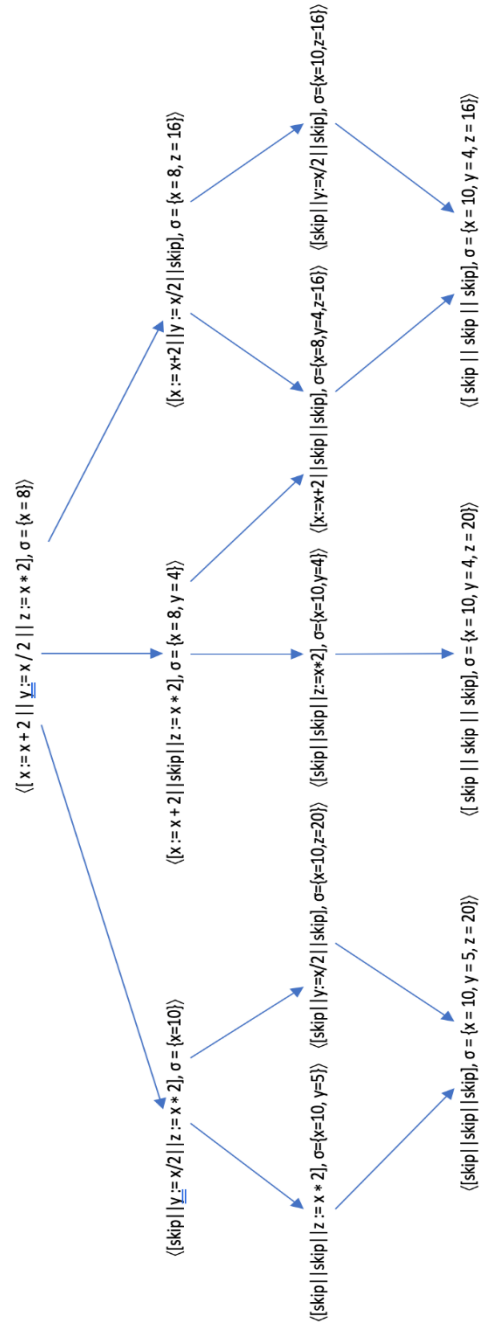 ⟨[x := x + 2 || y := x / 2 || z := x * 2], σ = {x = 8}⟩
⟨[skip||y := x/2||z := x * 2], σ = {x=10}⟩
⟨[x := x + 2||skip||z := x * 2], σ = {x = 8, y = 4}⟩
⟨[x := x+2||y := x/2||skip], σ = {x = 8, z = 16}⟩
⟨[skip||skip||z := x * 2], σ={x=10, y=5}⟩
⟨[skip||y:=x/2||skip], σ={x=10,z=20}⟩
⟨[skip||skip||z:=x*2], σ={x=10,y=4}⟩
⟨[x:=x+2||skip||skip], σ={x=8,y=4,z=16}⟩
⟨[skip||y:=x/2||skip], σ={x=10,z=16}⟩
⟨[skip||skip||skip], σ = {x = 10, y = 5, z = 20}⟩
⟨[ skip || skip || skip], σ = {x = 10, y = 4, z = 20}⟩
⟨[ skip || skip || skip], σ = {x = 10, y = 4, z = 16}⟩